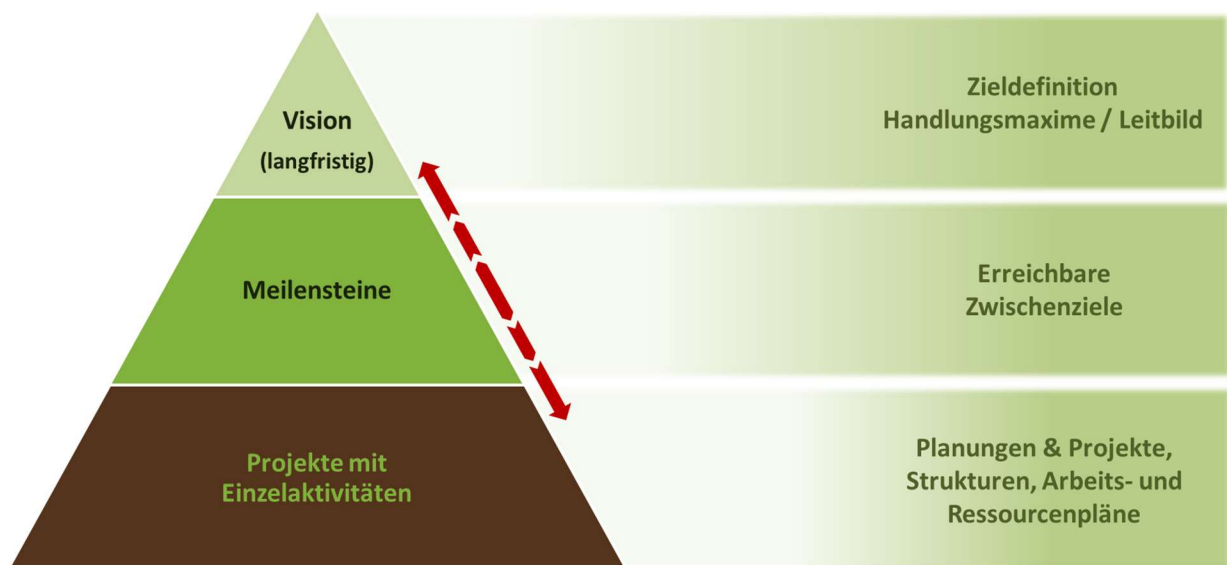 Vision
(langfristig)
Zieldefinition
Handlungsmaxime / Leitbild
Meilensteine
Erreichbare
Zwischenziele
Projekte mit
Einzelaktivitäten
Planungen & Projekte,
Strukturen, Arbeits- und
Ressourcenpläne